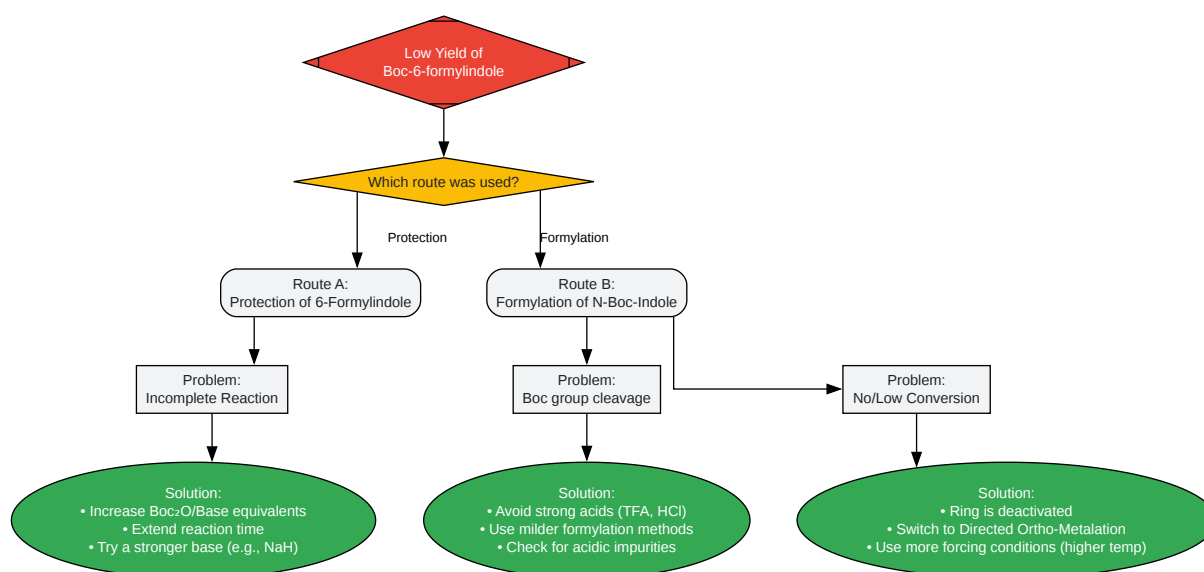 Low Yield of
Boc-6-formylindole
Which route was used?
Protection
Formylation
Route A:
Protection of 6-Formylindole
Route B:
Formylation of N-Boc-Indole
Problem:
Incomplete Reaction
Problem:
Boc group cleavage
Problem:
No/Low Conversion
Solution:
• Increase Boc₂O/Base equivalents
• Extend reaction time
• Try a stronger base (e.g., NaH)
Solution:
• Avoid strong acids (TFA, HCl)
• Use milder formylation methods
• Check for acidic impurities
Solution:
• Ring is deactivated
• Switch to Directed Ortho-Metalation
• Use more forcing conditions (higher temp)